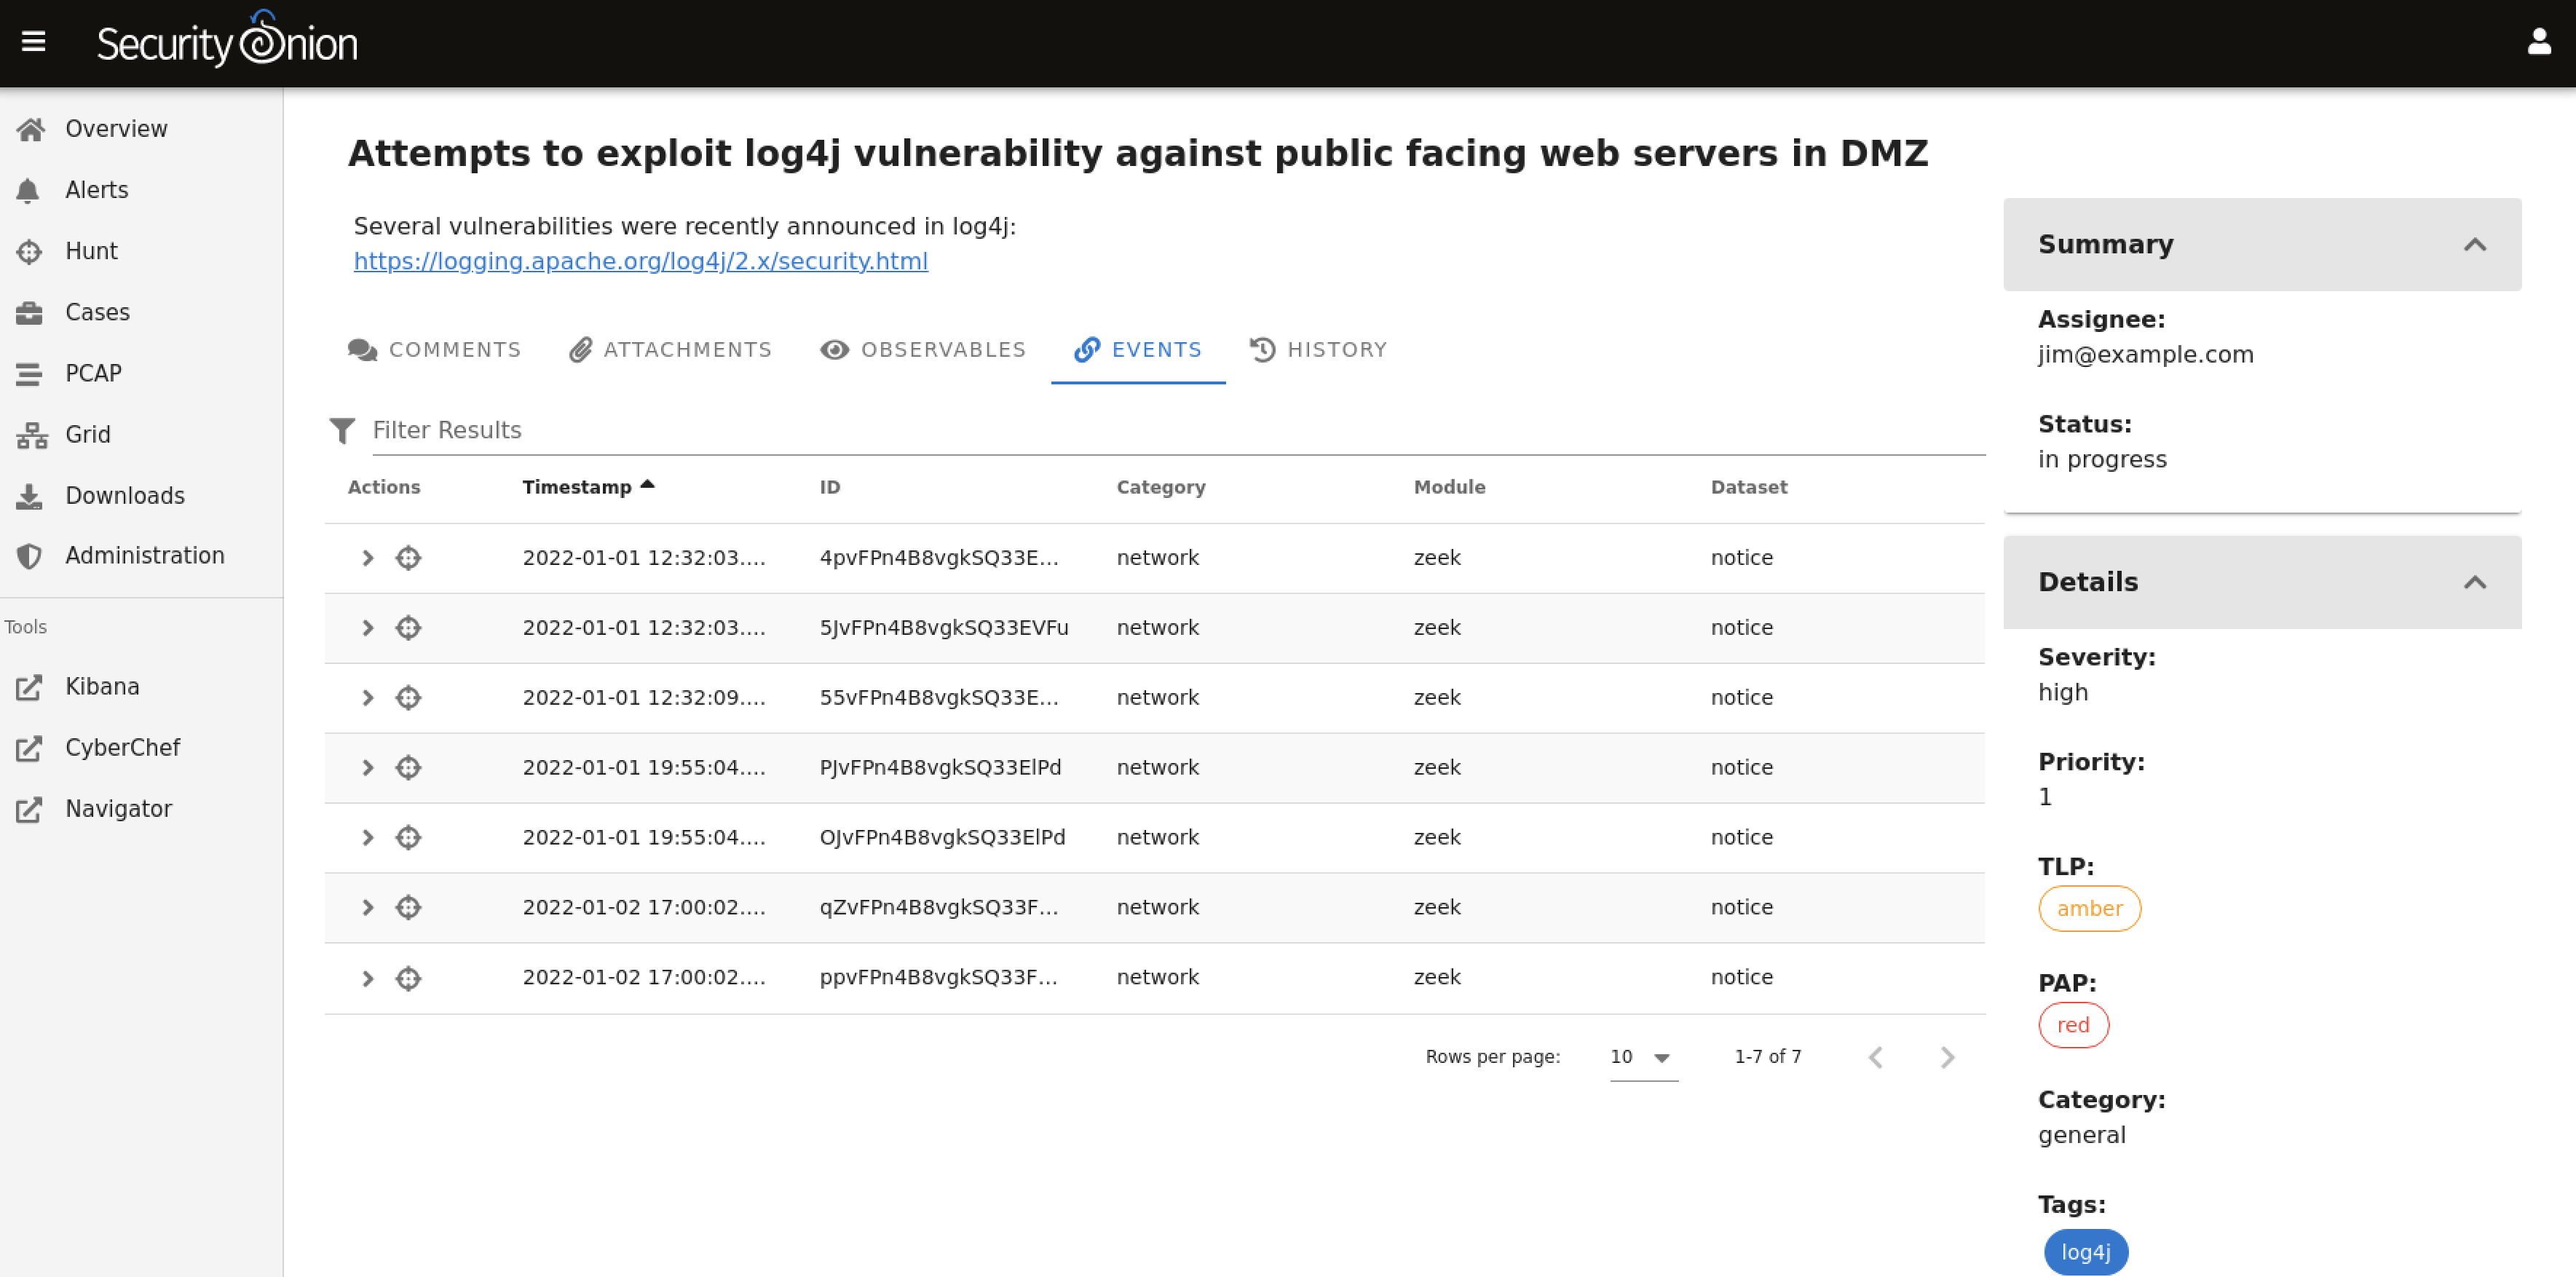 Security Onion
Overview
Alerts
Hunt
Cases
PCAP
Grid
Downloads
Administration
Tools
Kibana
CyberChef
Navigator
Attempts to exploit log4j vulnerability against public facing web servers in DMZ
Several vulnerabilities were recently announced in log4j:
https://logging.apache.org/log4j/2.x/security.html
COMMENTS ATTACHMENTS OBSERVABLES EVENTS HISTORY
Filter Results
Actions Timestamp ID Category Module Dataset
2022-01-01 12:32:03.... 4pvFPn4B8vgkSQ33E... network zeek notice
2022-01-01 12:32:03.... 5JvFPn4B8vgkSQ33EVFu network zeek notice
2022-01-01 12:32:09.... 55vFPn4B8vgkSQ33E... network zeek notice
2022-01-01 19:55:04.... PJvFPn4B8vgkSQ33ElPd network zeek notice
2022-01-01 19:55:04.... OJvFPn4B8vgkSQ33ElPd network zeek notice
2022-01-02 17:00:02.... qZvFPn4B8vgkSQ33F... network zeek notice
2022-01-02 17:00:02.... ppvFPn4B8vgkSQ33F... network zeek notice
Rows per page: 10 1-7 of 7
Summary
Assignee:
jim@example.com
Status:
in progress
Details
Severity:
high
Priority:
1
TLP:
amber
PAP:
red
Category:
general
Tags:
log4j